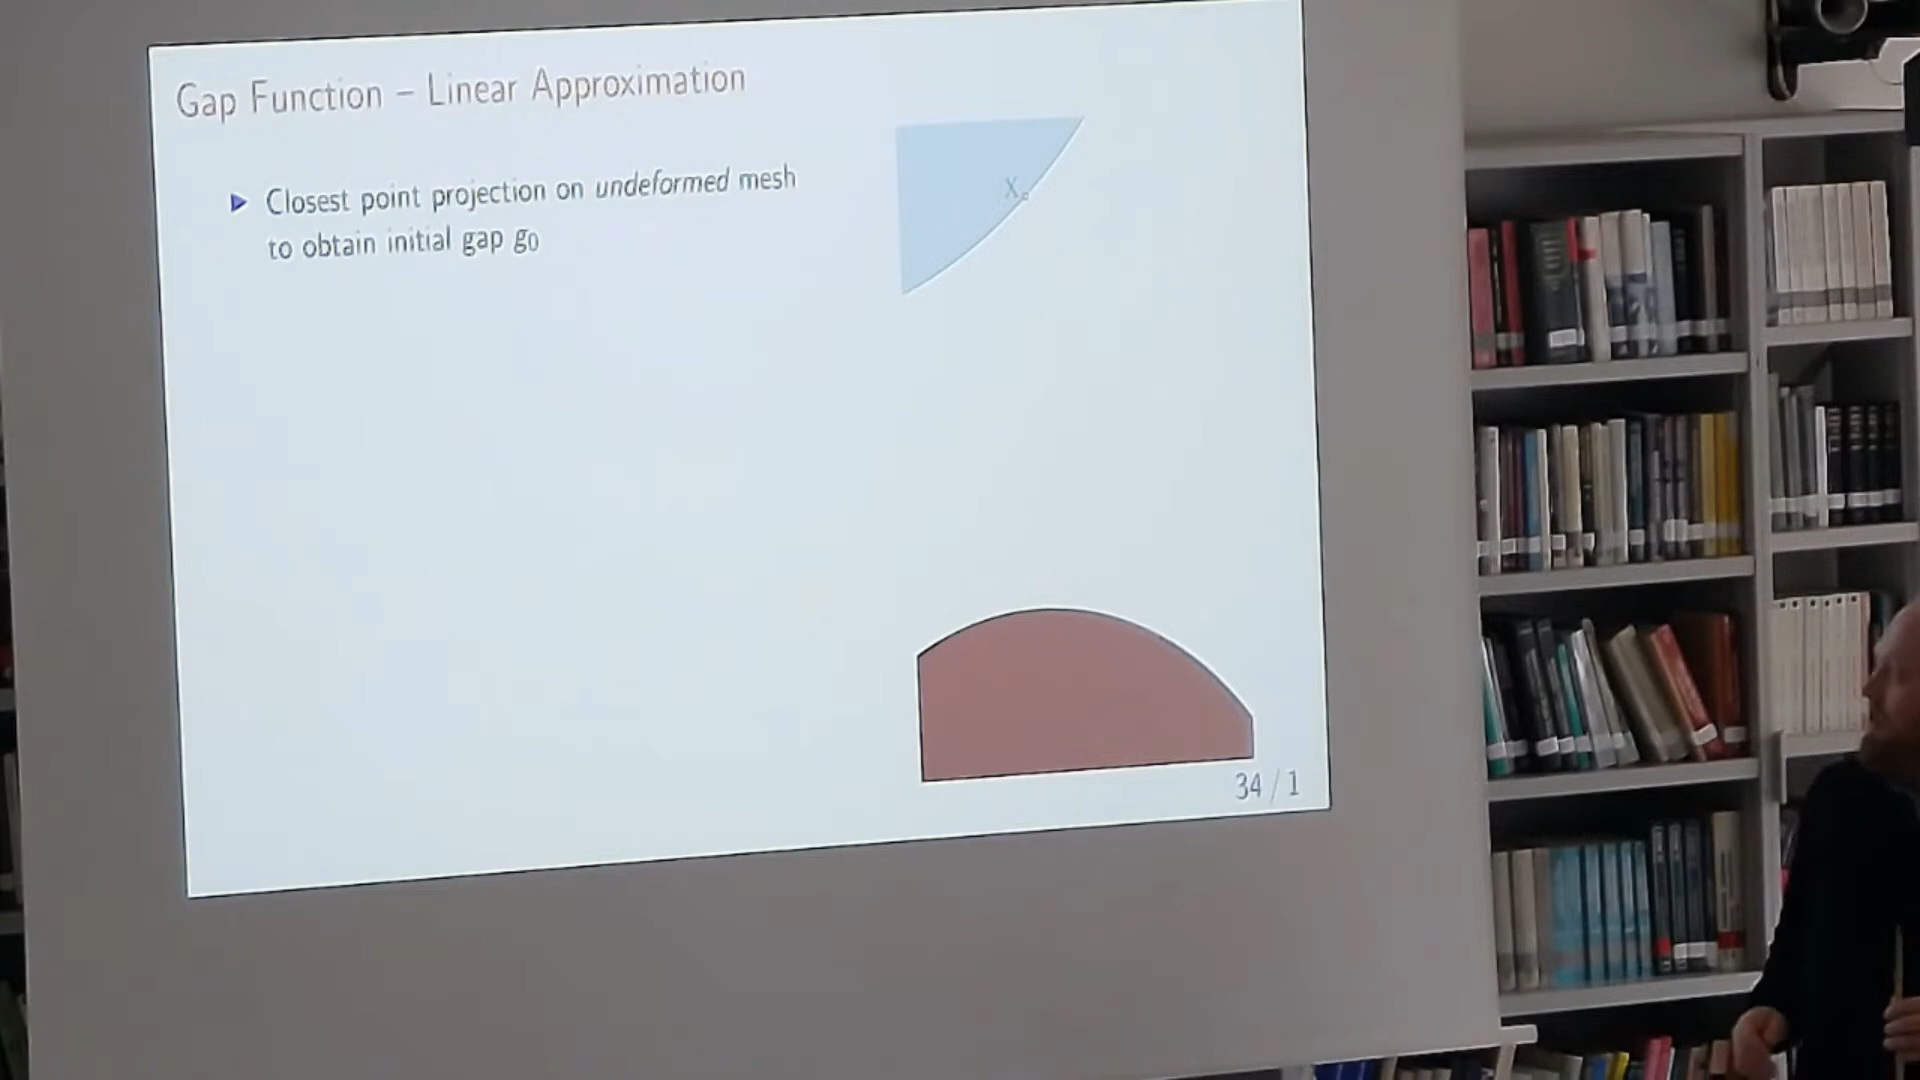 Gap Function – Linear Approximation
Closest point projection on undeformed mesh
to obtain initial gap g0
X
34 / 1